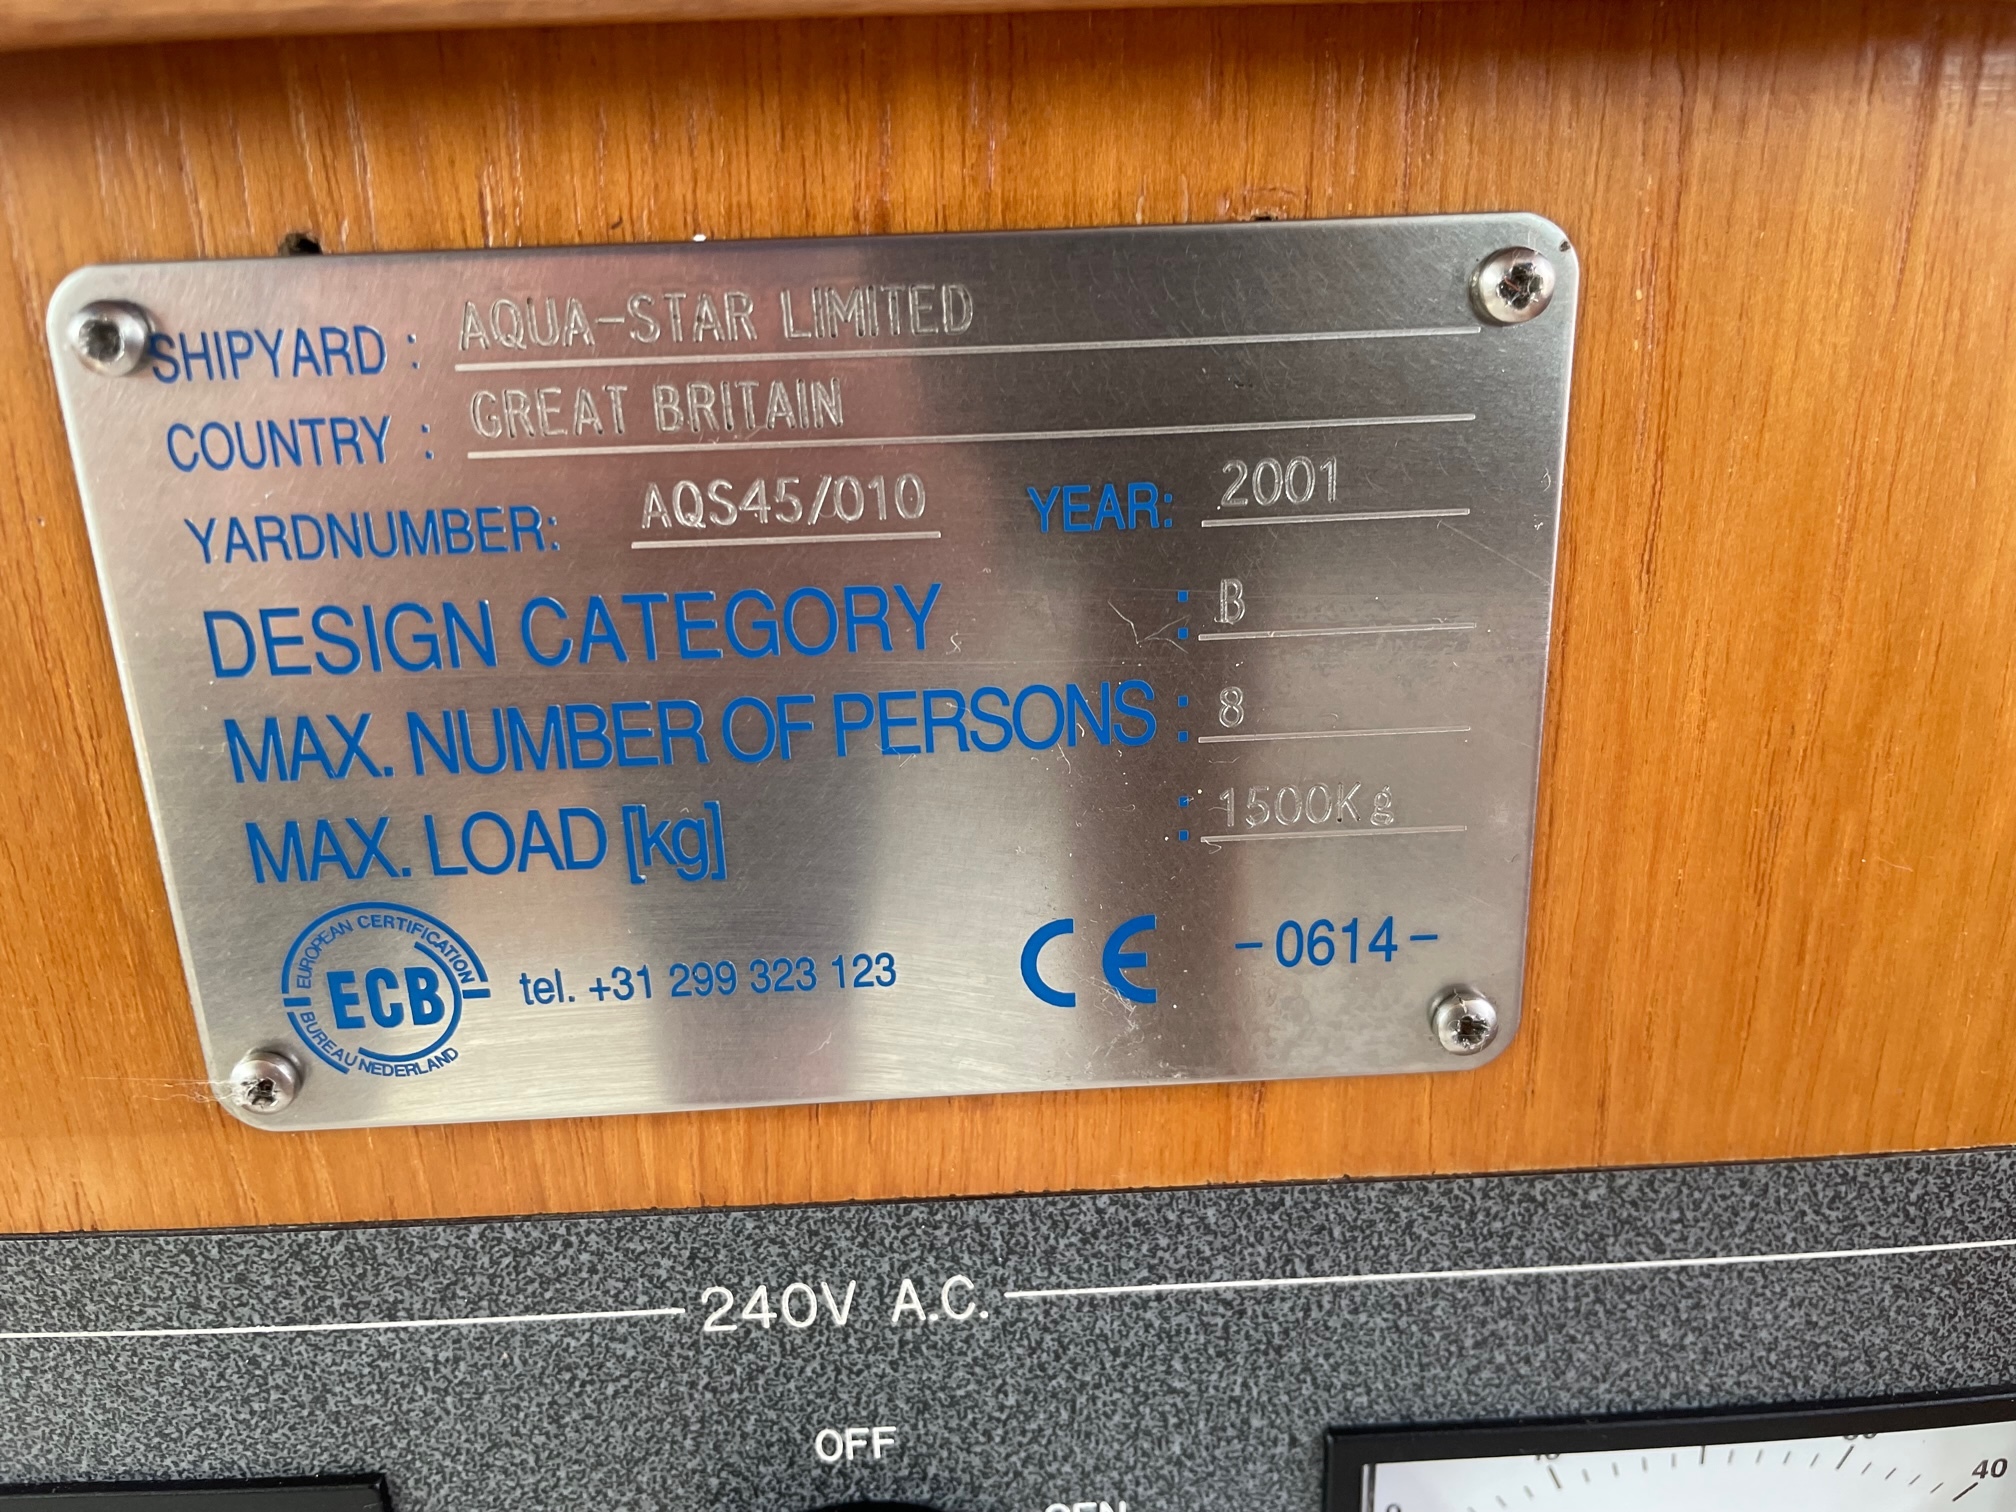 SHIPYARD : AQUA-STAR LIMITED
COUNTRY : GREAT BRITAIN
YARDNUMBER: AQS45/010 YEAR: 2001
DESIGN CATEGORY : B
MAX. NUMBER OF PERSONS : 8
MAX. LOAD [kg] : 1500Kg
EUROPEAN CERTIFICATION
ECB
BUREAU NEDERLAND
tel. +31 299 323 123
CE -0614-
240V A.C.
OFF
40